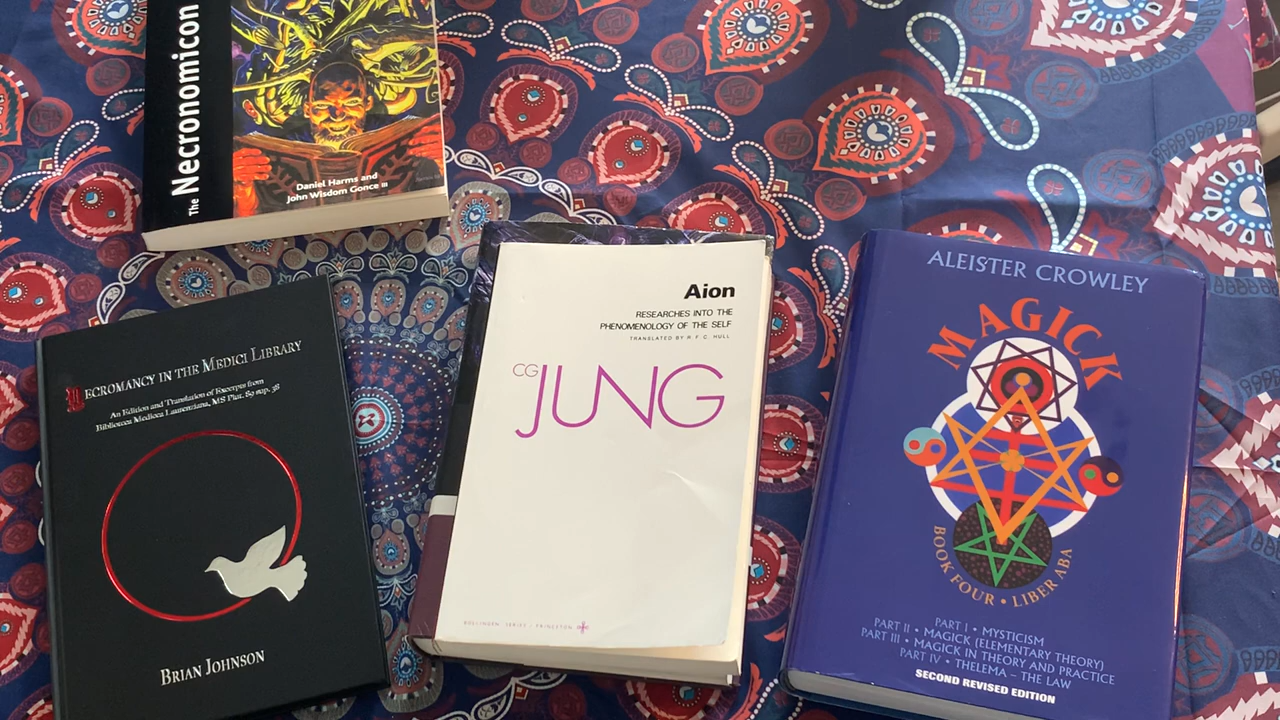 The Necronomicon
Daniel Harms and
John Wisdom Gonce III
NECROMANCY IN THE MEDICI LIBRARY
An Edition and Translation of Excerpts from
Biblioteca Medicea Laurenziana, MS Plut. 89 sup. 38
BRIAN JOHNSON
Aion
RESEARCHES INTO THE
PHENOMENOLOGY OF THE SELF
TRANSLATED BY R. F. C. HULL
CG JUNG
BOLLINGEN SERIES / PRINCETON
ALEISTER CROWLEY
MAGICK
BOOK FOUR • LIBER ABA
PART I • MYSTICISM
PART II • MAGICK (ELEMENTARY THEORY)
PART III • MAGICK IN THEORY AND PRACTICE
PART IV • THELEMA – THE LAW
SECOND REVISED EDITION